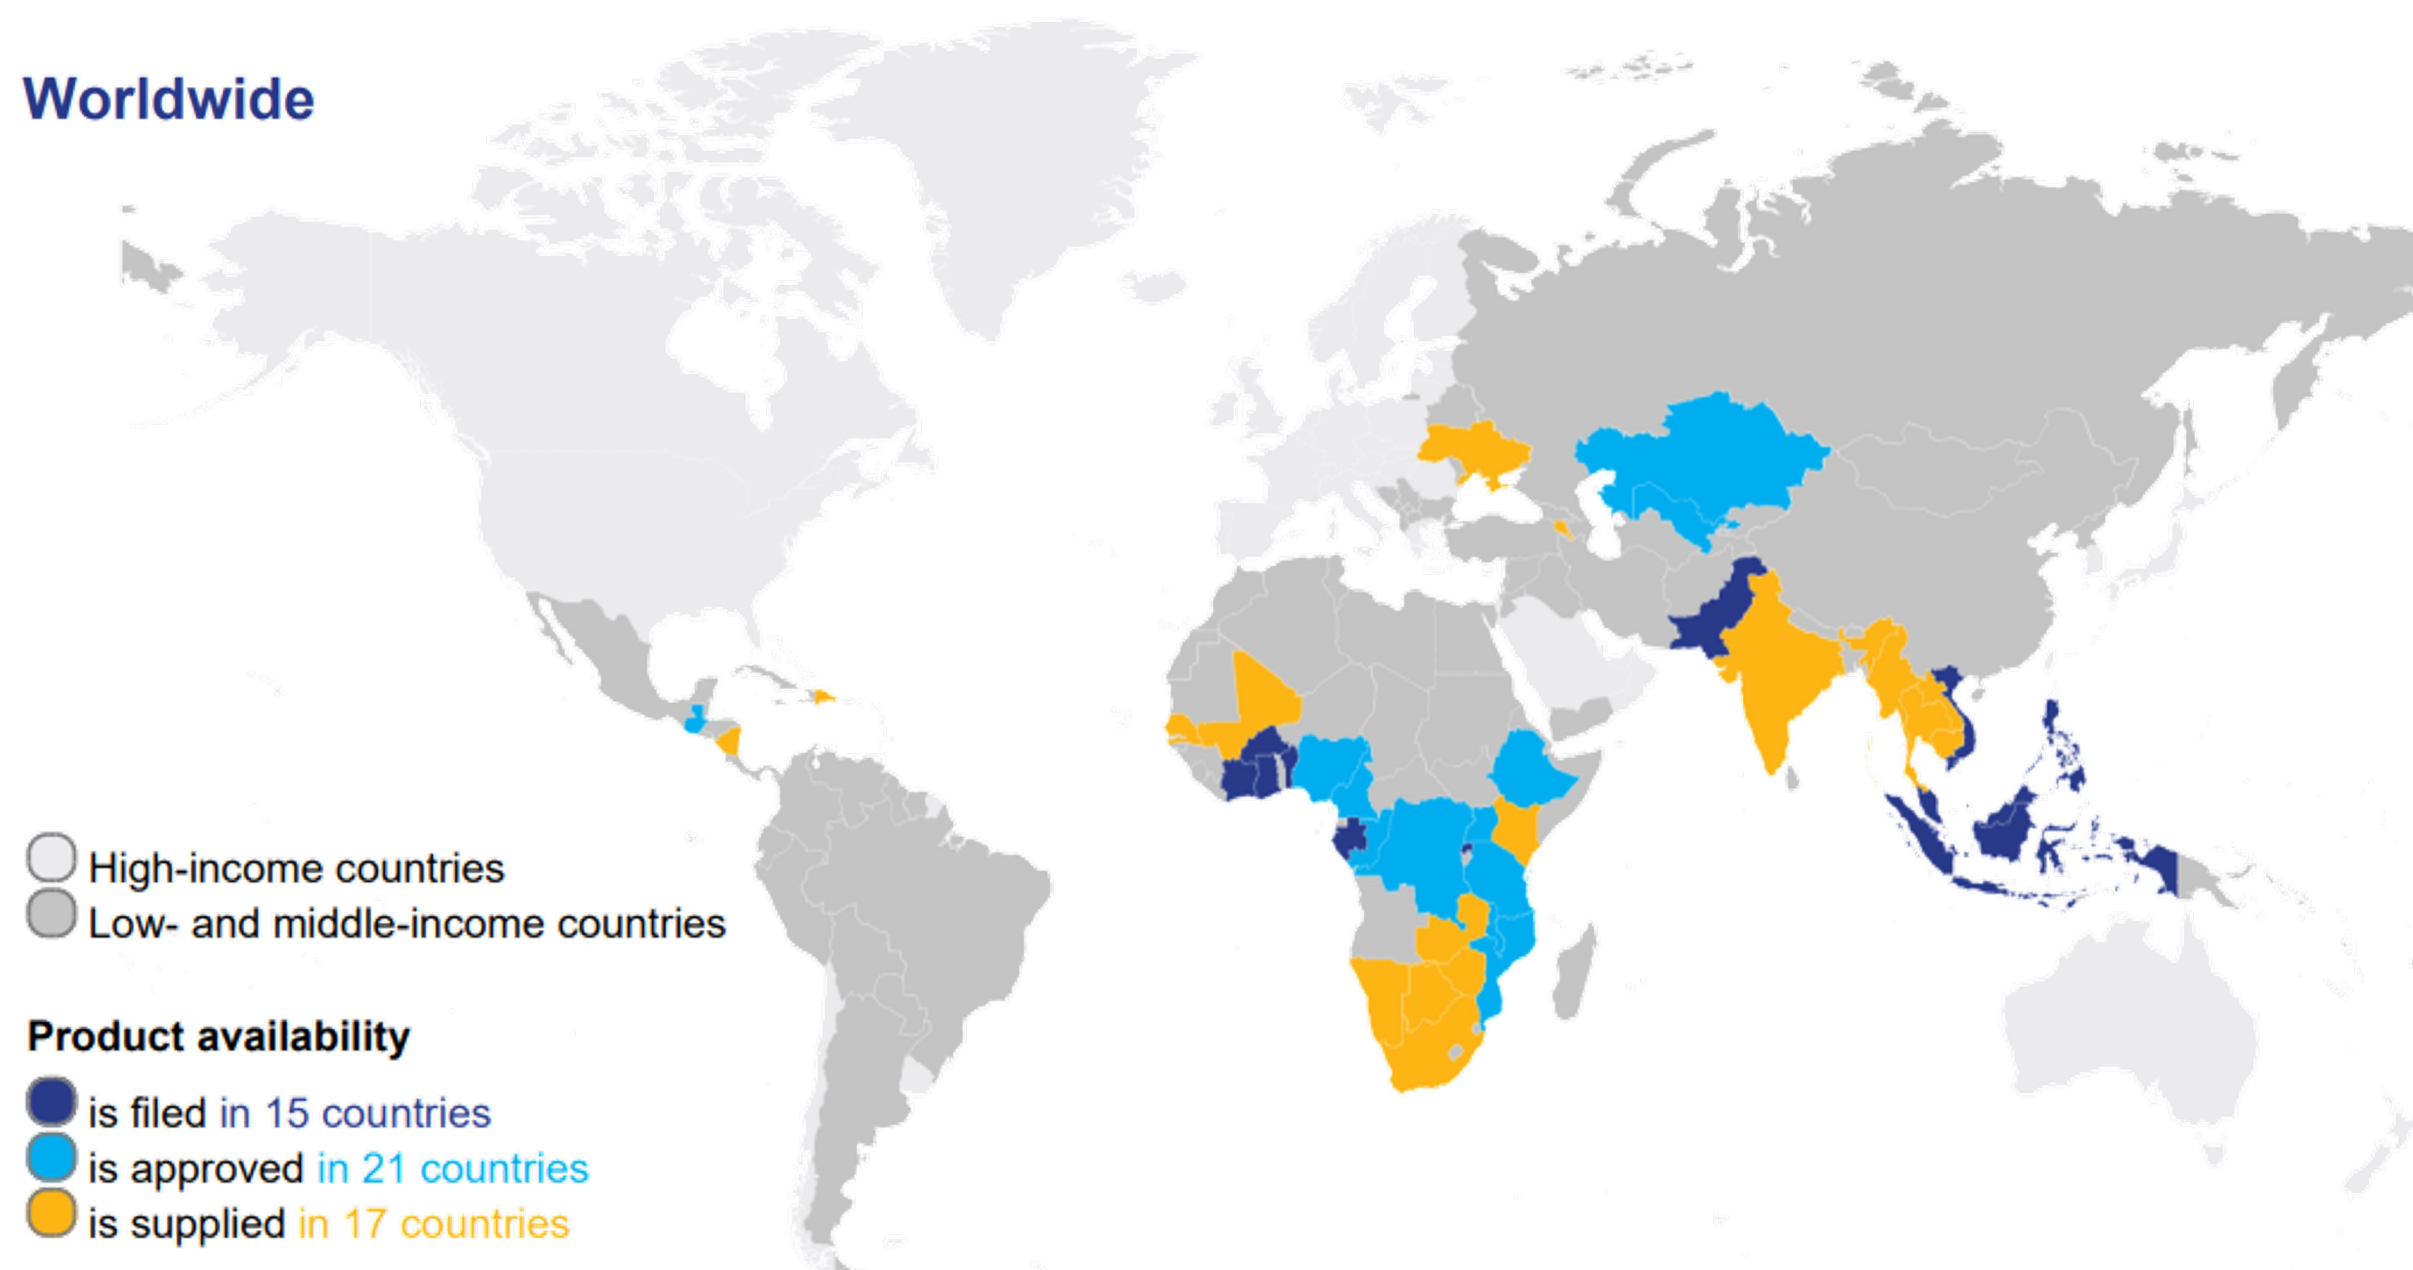 Worldwide
High-income countries
Low- and middle-income countries
Product availability
is filed in 15 countries
is approved in 21 countries
is supplied in 17 countries